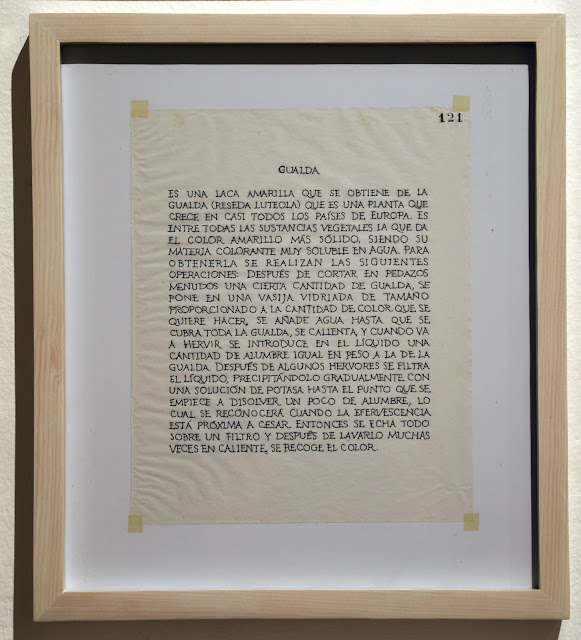 121
GUALDA
ES UNA LACA AMARILLA QUE SE OBTIENE DE LA
GUALDA (RESEDA LUTEOLA) QUE ES UNA PLANTA QUE
CRECE EN CASI TODOS LOS PAÍSES DE EUROPA. ES
ENTRE TODAS LAS SUSTANCIAS VEGETALES LA QUE DA
EL COLOR AMARILLO MÁS SÓLIDO, SIENDO SU
MATERIA COLORANTE MUY SOLUBLE EN AGUA. PARA
OBTENERLA SE REALIZAN LAS SIGUIENTES
OPERACIONES: DESPUÉS DE CORTAR EN PEDAZOS
MENUDOS UNA CIERTA CANTIDAD DE GUALDA, SE
PONE EN UNA VASIJA VIDRIADA DE TAMAÑO
PROPORCIONADO A LA CANTIDAD DE COLOR QUE SE
QUIERE HACER, SE AÑADE AGUA HASTA QUE SE
CUBRA TODA LA GUALDA, SE CALIENTA, Y CUANDO VA
A HERVIR SE INTRODUCE EN EL LÍQUIDO UNA
CANTIDAD DE ALUMBRE IGUAL EN PESO A LA DE LA
GUALDA. DESPUÉS DE ALGUNOS HERVORES SE FILTRA
EL LÍQUIDO, PRECIPITÁNDOLO GRADUALMENTE CON
UNA SOLUCIÓN DE POTASA HASTA EL PUNTO QUE SE
EMPIECE A DISOLVER UN POCO DE ALUMBRE, LO
CUAL SE RECONOCERÁ CUANDO LA EFERVESCENCIA
ESTÁ PRÓXIMA A CESAR. ENTONCES SE ECHA TODO
SOBRE UN FILTRO Y DESPUÉS DE LAVARLO MUCHAS
VECES EN CALIENTE, SE RECOGE EL COLOR.